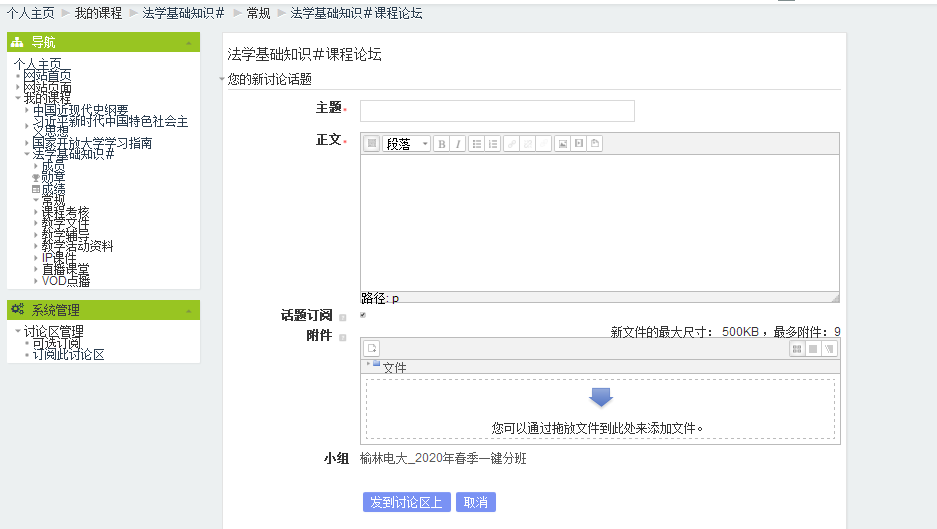 个人主页 我的课程 法学基础知识# 常规 法学基础知识#课程论坛
导航
个人主页
网站首页
网站页面
我的课程
中国近现代史纲要
习近平新时代中国特色社会主
义思想
国家开放大学学习指南
法学基础知识#
成员
勋章
成绩
常规
课程考核
教学文件
教学辅导
教学活动资料
IP课件
直播课堂
VOD点播
系统管理
讨论区管理
可选订阅
订阅此讨论区
法学基础知识#课程论坛
您的新讨论话题
主题*
正文*
段落 B I
路径: p
话题订阅
附件
新文件的最大尺寸： 500KB ，最多附件：9
文件
您可以通过拖放文件到此处来添加文件。
小组 榆林电大_2020年春季一键分班
发到讨论区上 取消